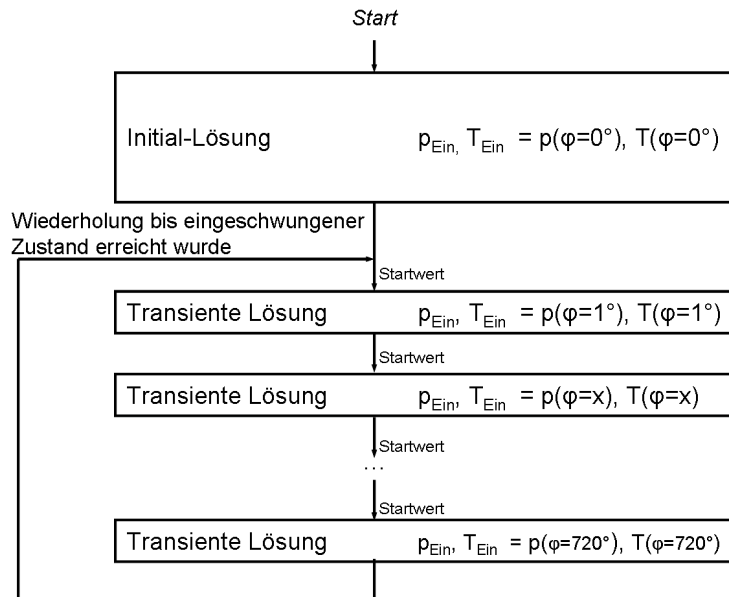 Start
Initial-Lösung p_Ein, T_Ein = p(φ=0°), T(φ=0°)
Wiederholung bis eingeschwungener
Zustand erreicht wurde
Startwert
Transiente Lösung p_Ein, T_Ein = p(φ=1°), T(φ=1°)
Startwert
Transiente Lösung p_Ein, T_Ein = p(φ=x), T(φ=x)
Startwert
...
Startwert
Transiente Lösung p_Ein, T_Ein = p(φ=720°), T(φ=720°)